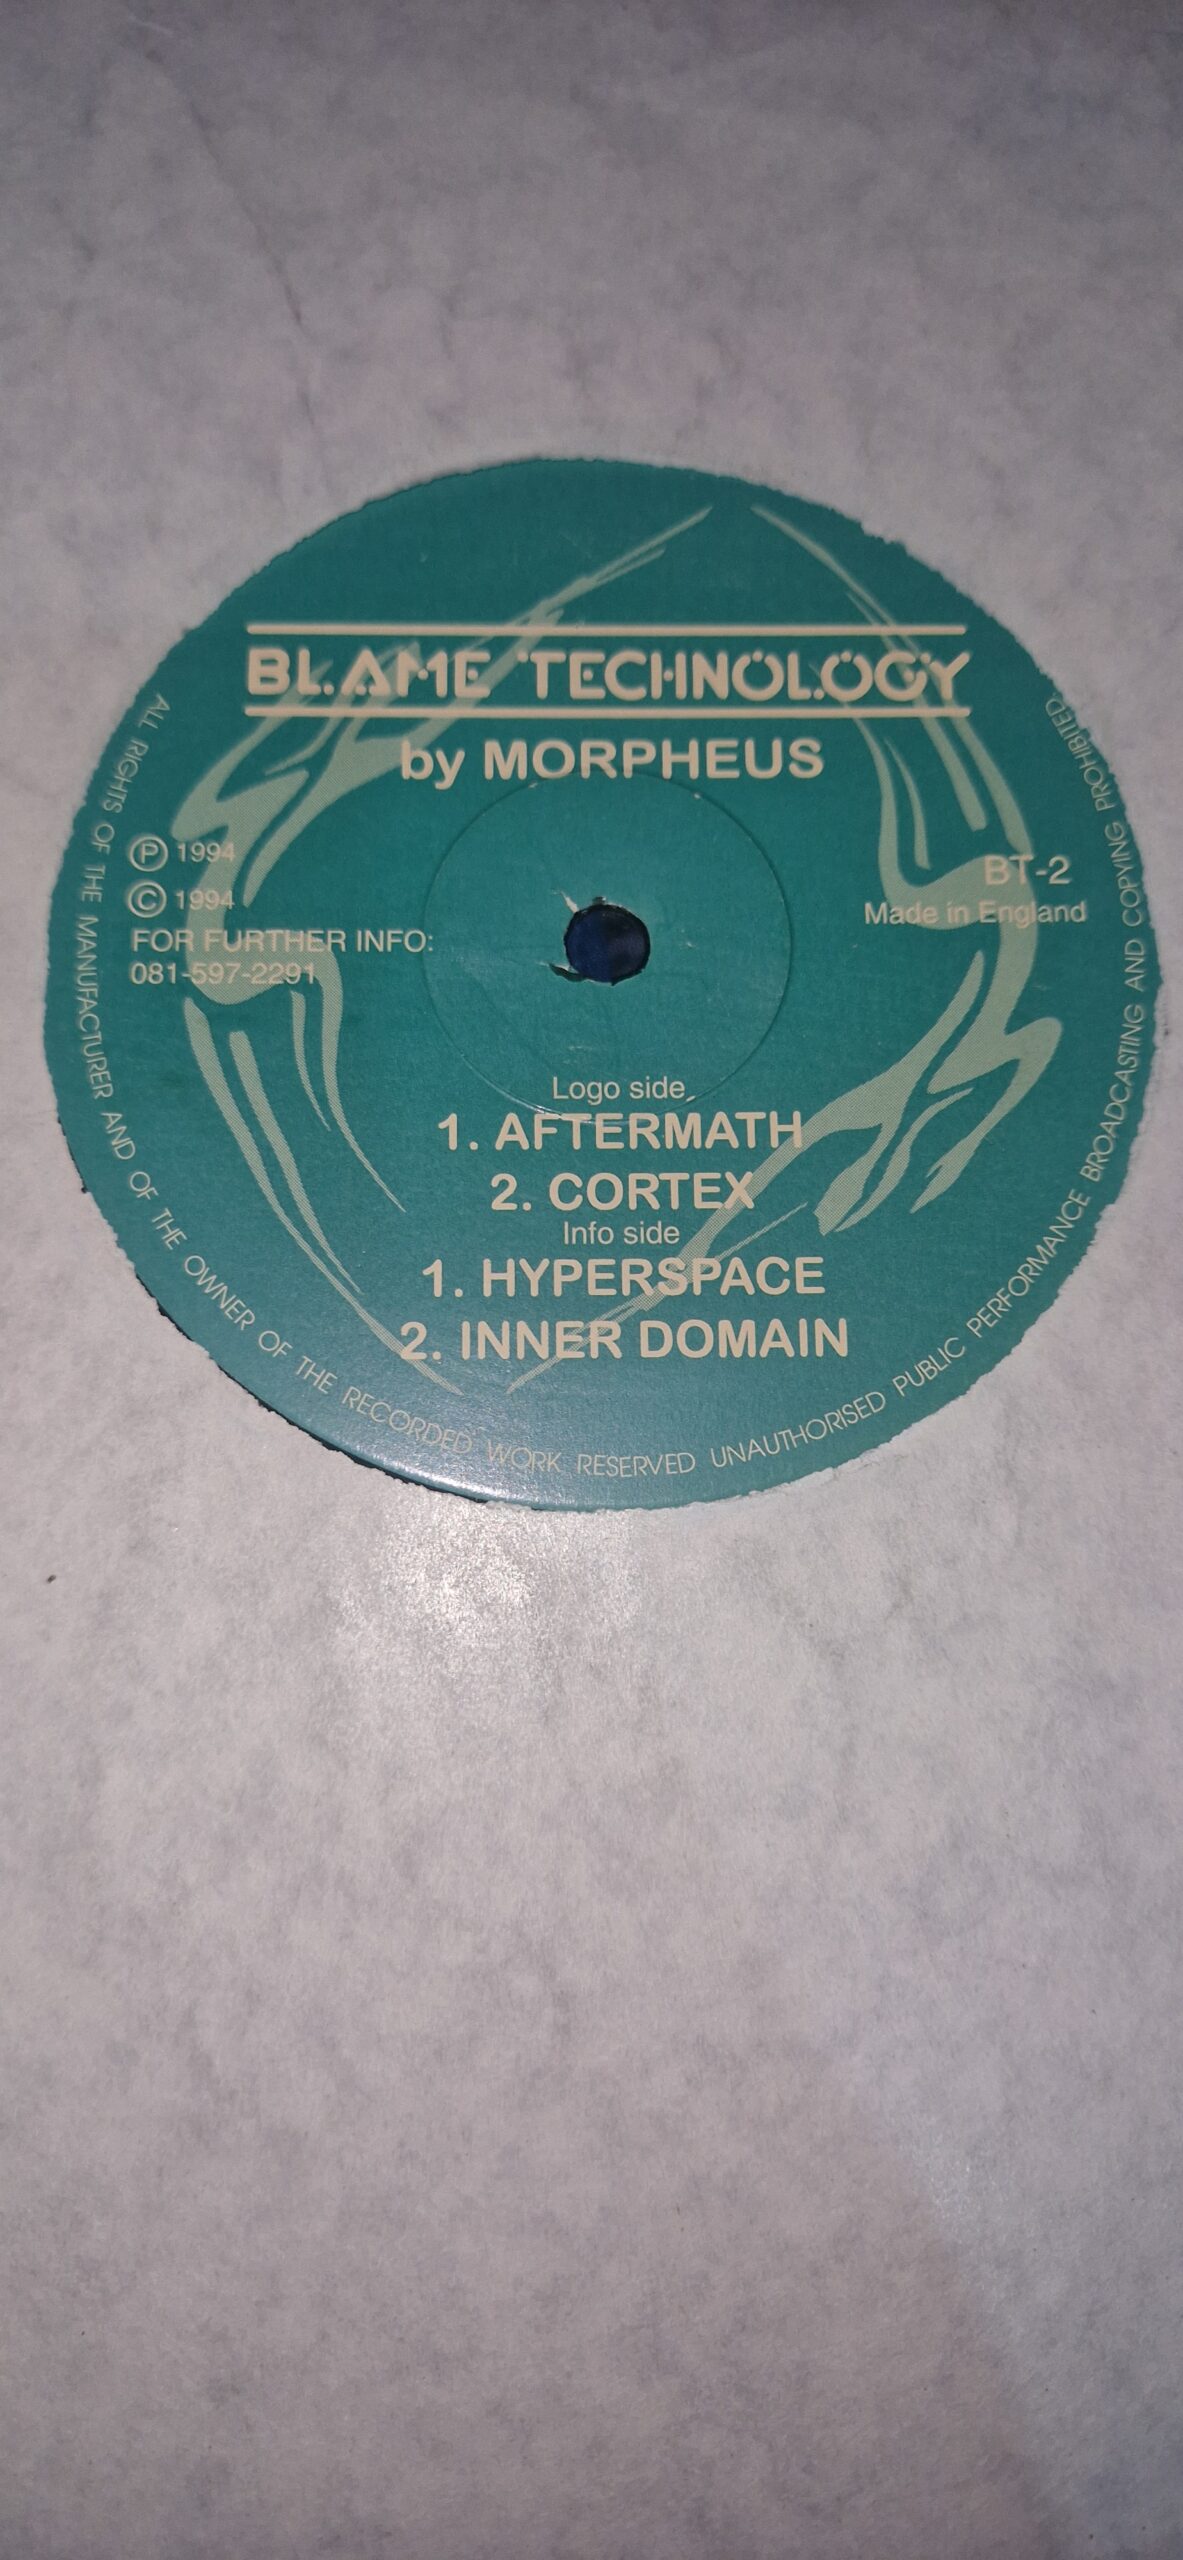 BLAME TECHNOLOGY
by MORPHEUS
℗ 1994
© 1994
FOR FURTHER INFO:
081-597-2291
BT-2
Made in England
Logo side
1. AFTERMATH
2. CORTEX
Info side
1. HYPERSPACE
2. INNER DOMAIN
ALL RIGHTS OF THE MANUFACTURER AND OF THE OWNER OF THE RECORDED WORK RESERVED UNAUTHORISED PUBLIC PERFORMANCE BROADCASTING AND COPYING PROHIBITED